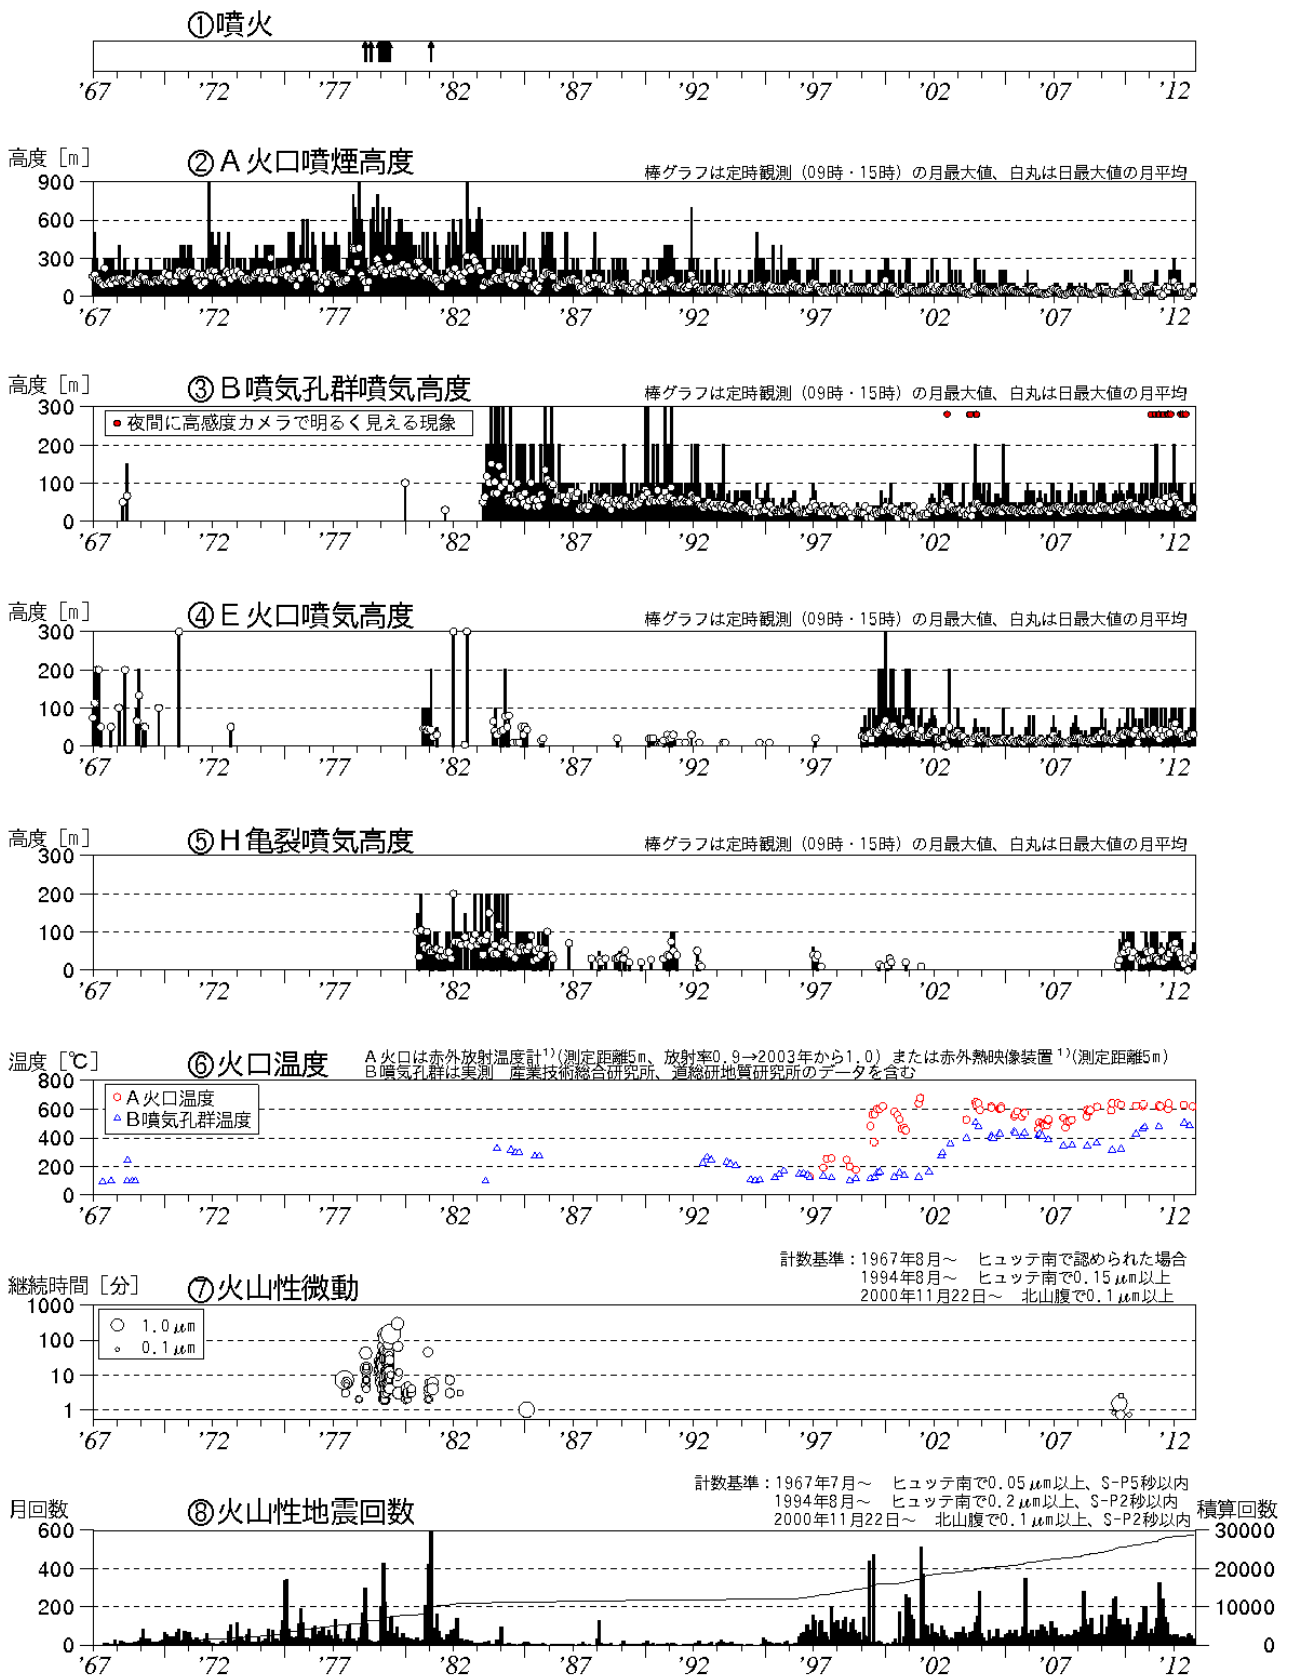 ①噴火
'67 '72 '77 '82 '87 '92 '97 '02 '07 '12
高度［m］ ②A火口噴煙高度 棒グラフは定時観測（09時・15時）の月最大値、白丸は日最大値の月平均
900
600
300
0
'67 '72 '77 '82 '87 '92 '97 '02 '07 '12
高度［m］ ③B噴気孔群噴気高度 棒グラフは定時観測（09時・15時）の月最大値、白丸は日最大値の月平均
300
● 夜間に高感度カメラで明るく見える現象
200
100
0
'67 '72 '77 '82 '87 '92 '97 '02 '07 '12
高度［m］ ④E火口噴気高度 棒グラフは定時観測（09時・15時）の月最大値、白丸は日最大値の月平均
300
200
100
0
'67 '72 '77 '82 '87 '92 '97 '02 '07 '12
高度［m］ ⑤H亀裂噴気高度 棒グラフは定時観測（09時・15時）の月最大値、白丸は日最大値の月平均
300
200
100
0
'67 '72 '77 '82 '87 '92 '97 '02 '07 '12
温度［℃］ ⑥火口温度 A火口は赤外放射温度計1)(測定距離5m、放射率0.9→2003年から1.0) または赤外熱映像装置1)(測定距離5m)
B噴気孔群は実測 産業技術総合研究所、道総研地質研究所のデータを含む
800
○ A火口温度
600
△ B噴気孔群温度
400
200
0
'67 '72 '77 '82 '87 '92 '97 '02 '07 '12
計数基準：1967年8月～ ヒュッテ南で認められた場合
1994年8月～ ヒュッテ南で0.15μm以上
2000年11月22日～ 北山腹で0.1μm以上
継続時間［分］ ⑦火山性微動
1000
○ 1.0μm
100
○ 0.1μm
10
1
'67 '72 '77 '82 '87 '92 '97 '02 '07 '12
計数基準：1967年7月～ ヒュッテ南で0.05μm以上、S-P5秒以内
1994年8月～ ヒュッテ南で0.2μm以上、S-P2秒以内
2000年11月22日～ 北山腹で0.1μm以上、S-P2秒以内
月回数 ⑧火山性地震回数 積算回数
600 30000
400 20000
200 10000
0 0
'67 '72 '77 '82 '87 '92 '97 '02 '07 '12